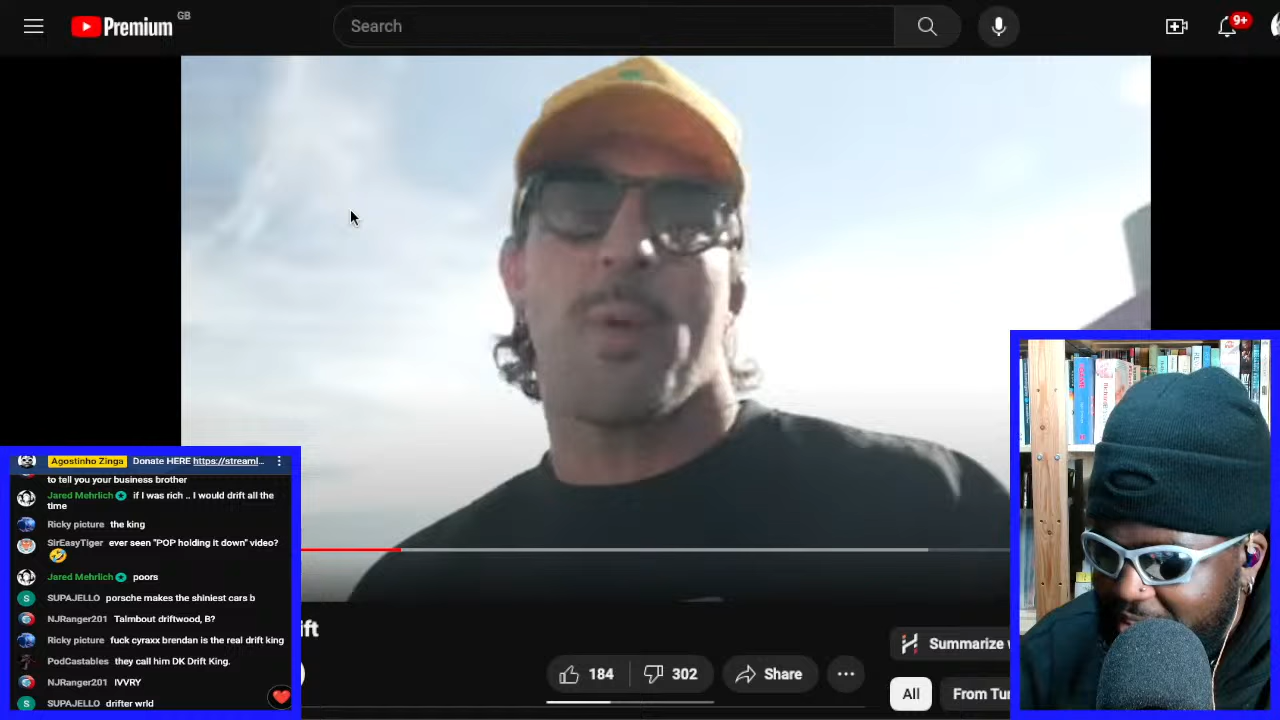 Premium GB
Search
9+
Agostinho Zinga Donate HERE https://streaml...
to tell you your business brother
Jared Mehrlich if I was rich .. I would drift all the
time
Ricky picture the king
SirEasyTiger ever seen "POP holding it down" video?
🤣
Jared Mehrlich poors
S SUPAJELLO porsche makes the shiniest cars b
NJRanger201 Talmbout driftwood, B?
Ricky picture fuck cyraxx brendan is the real drift king
PodCastables they call him DK Drift King.
NJRanger201 IVVRY
S SUPAJELLO drifter wrld
ift
184
302
Share
Summarize
All
From Tur